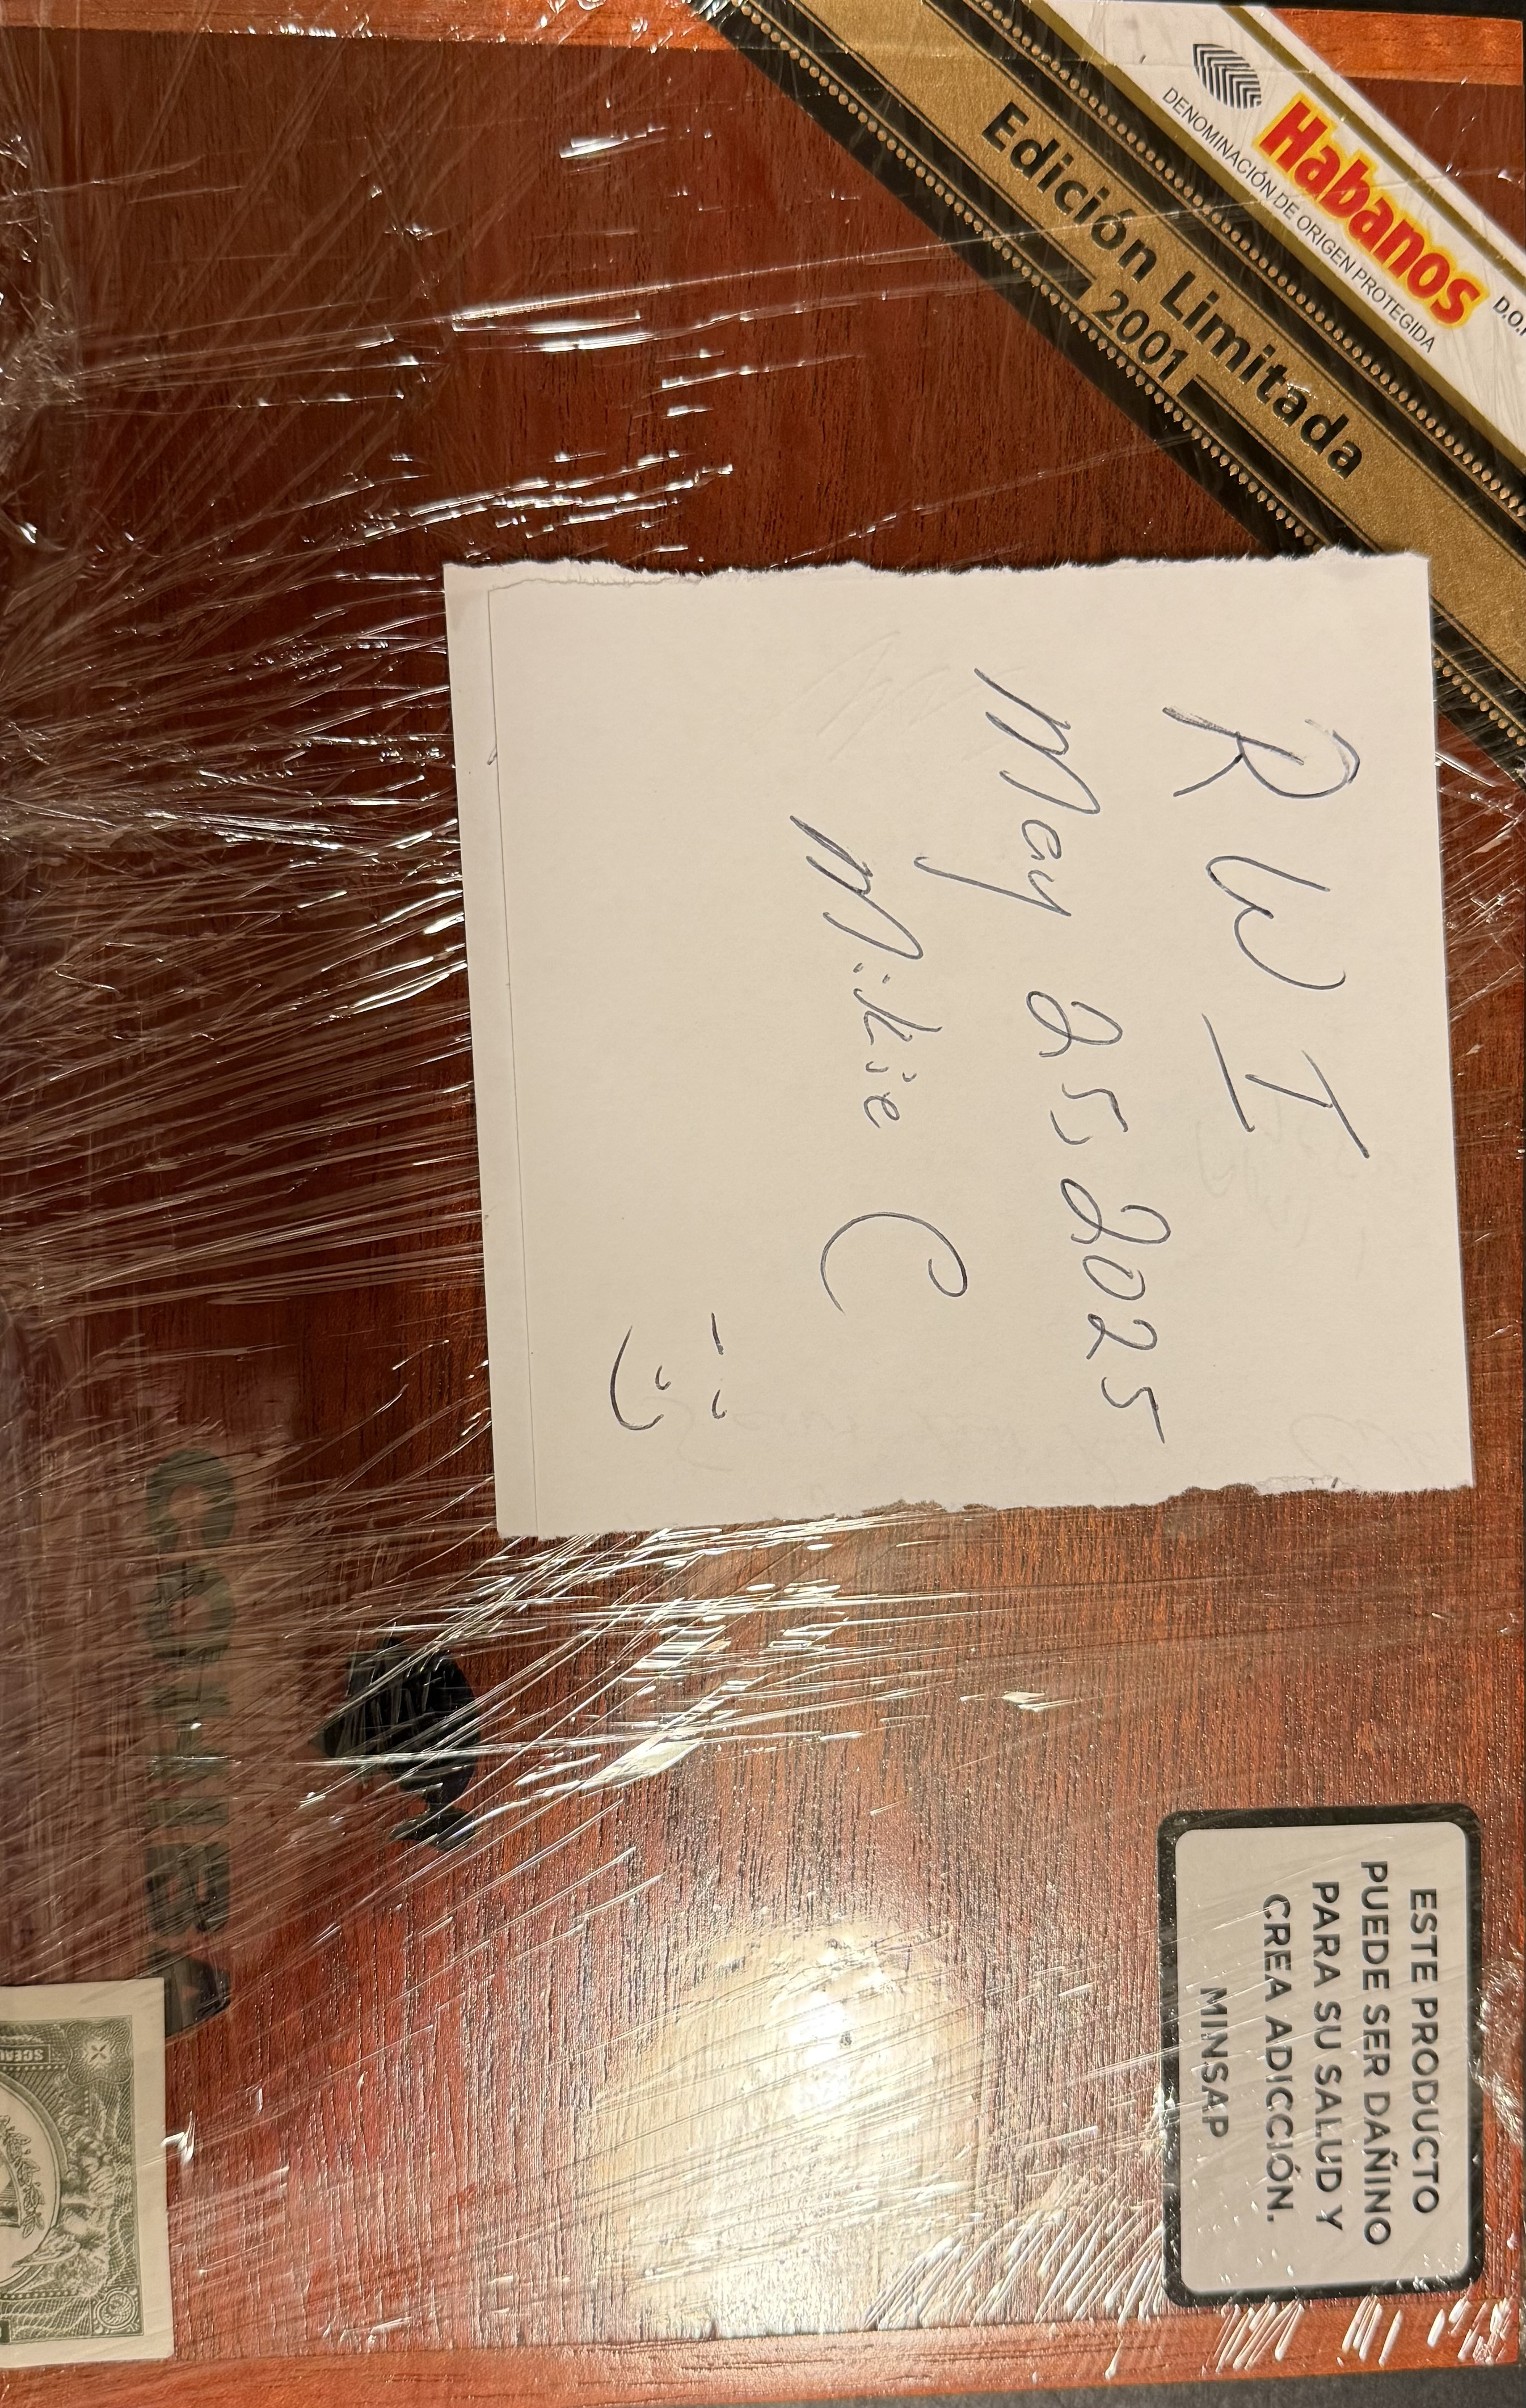 Habanos D.O.P
DENOMINACIÓN DE ORIGEN PROTEGIDA
Edición Limitada
2001
R W I
May 25 2025
Mikie C
:)
ESTE PRODUCTO
PUEDE SER DAÑINO
PARA SU SALUD Y
CREA ADICCIÓN.
MINSAP
COHIBA